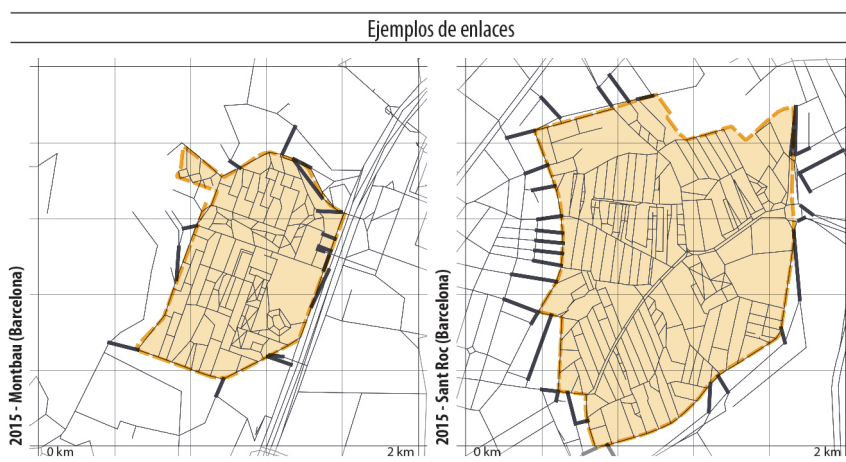 Ejemplos de enlaces
2015 - Montbau (Barcelona)
0 km
2 km
2015 - Sant Roc (Barcelona)
0 km
2 km